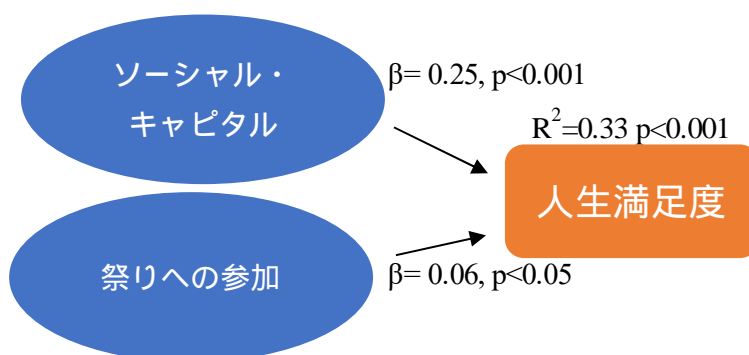 ソーシャル・
キャピタル
β= 0.25, p<0.001
R²=0.33 p<0.001
人生満足度
祭りへの参加
β= 0.06, p<0.05